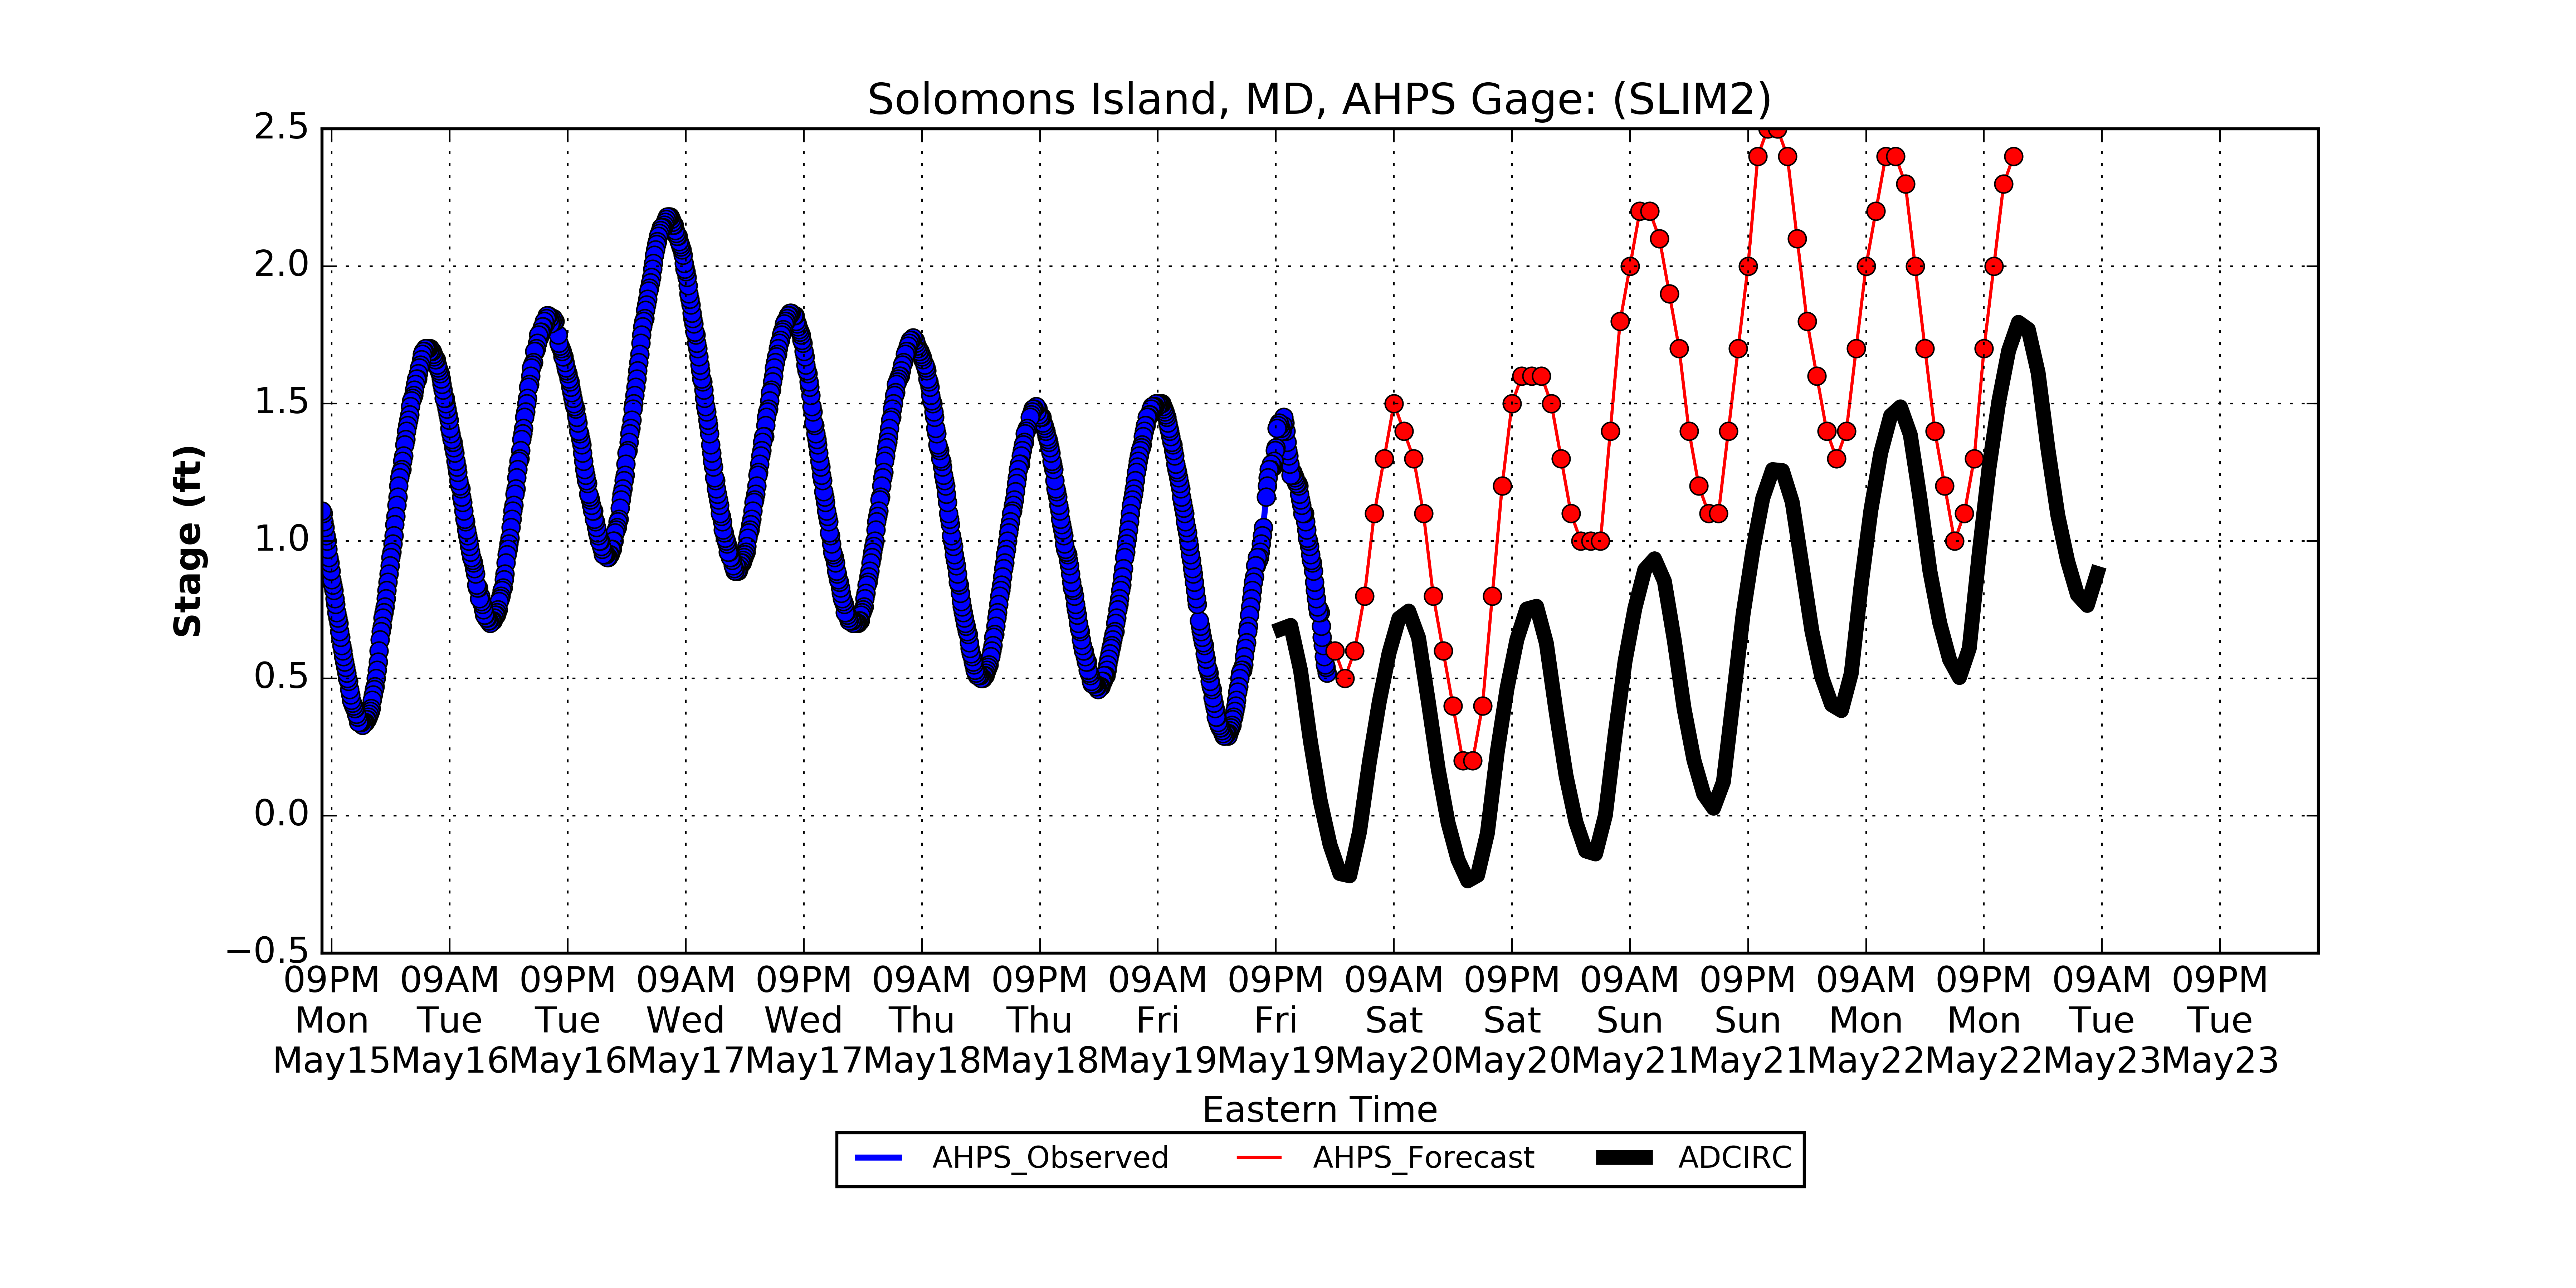 Solomons Island, MD, AHPS Gage: (SLIM2)
2.5
2.0
1.5
1.0
0.5
0.0
−0.5
Stage (ft)
09PM 09AM 09PM 09AM 09PM 09AM 09PM 09AM 09PM 09AM 09PM 09AM 09PM 09AM 09PM 09AM 09PM
Mon Tue Tue Wed Wed Thu Thu Fri Fri Sat Sat Sun Sun Mon Mon Tue Tue
May15 May16 May16 May17 May17 May18 May18 May19 May19 May20 May20 May21 May21 May22 May22 May23 May23
Eastern Time
AHPS_Observed AHPS_Forecast ADCIRC